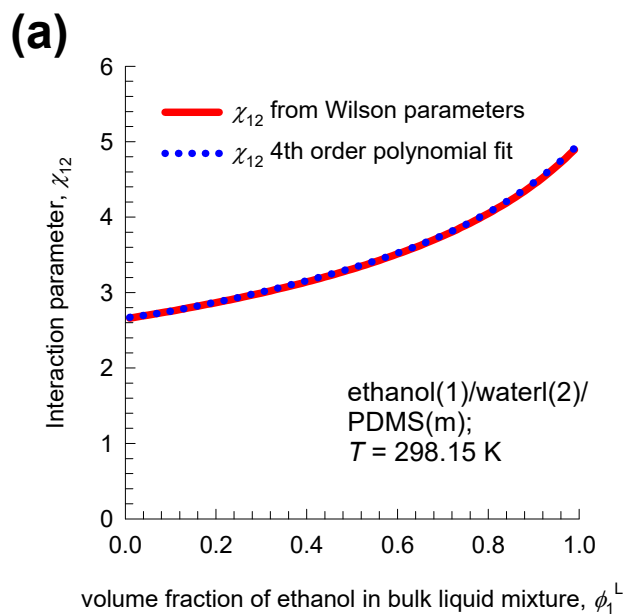 (a)
6
χ12 from Wilson parameters
5
χ12 4th order polynomial fit
4
Interaction parameter, χ12
3
2
ethanol(1)/waterl(2)/
PDMS(m);
1
T = 298.15 K
0
0.0 0.2 0.4 0.6 0.8 1.0
volume fraction of ethanol in bulk liquid mixture, ϕ1L